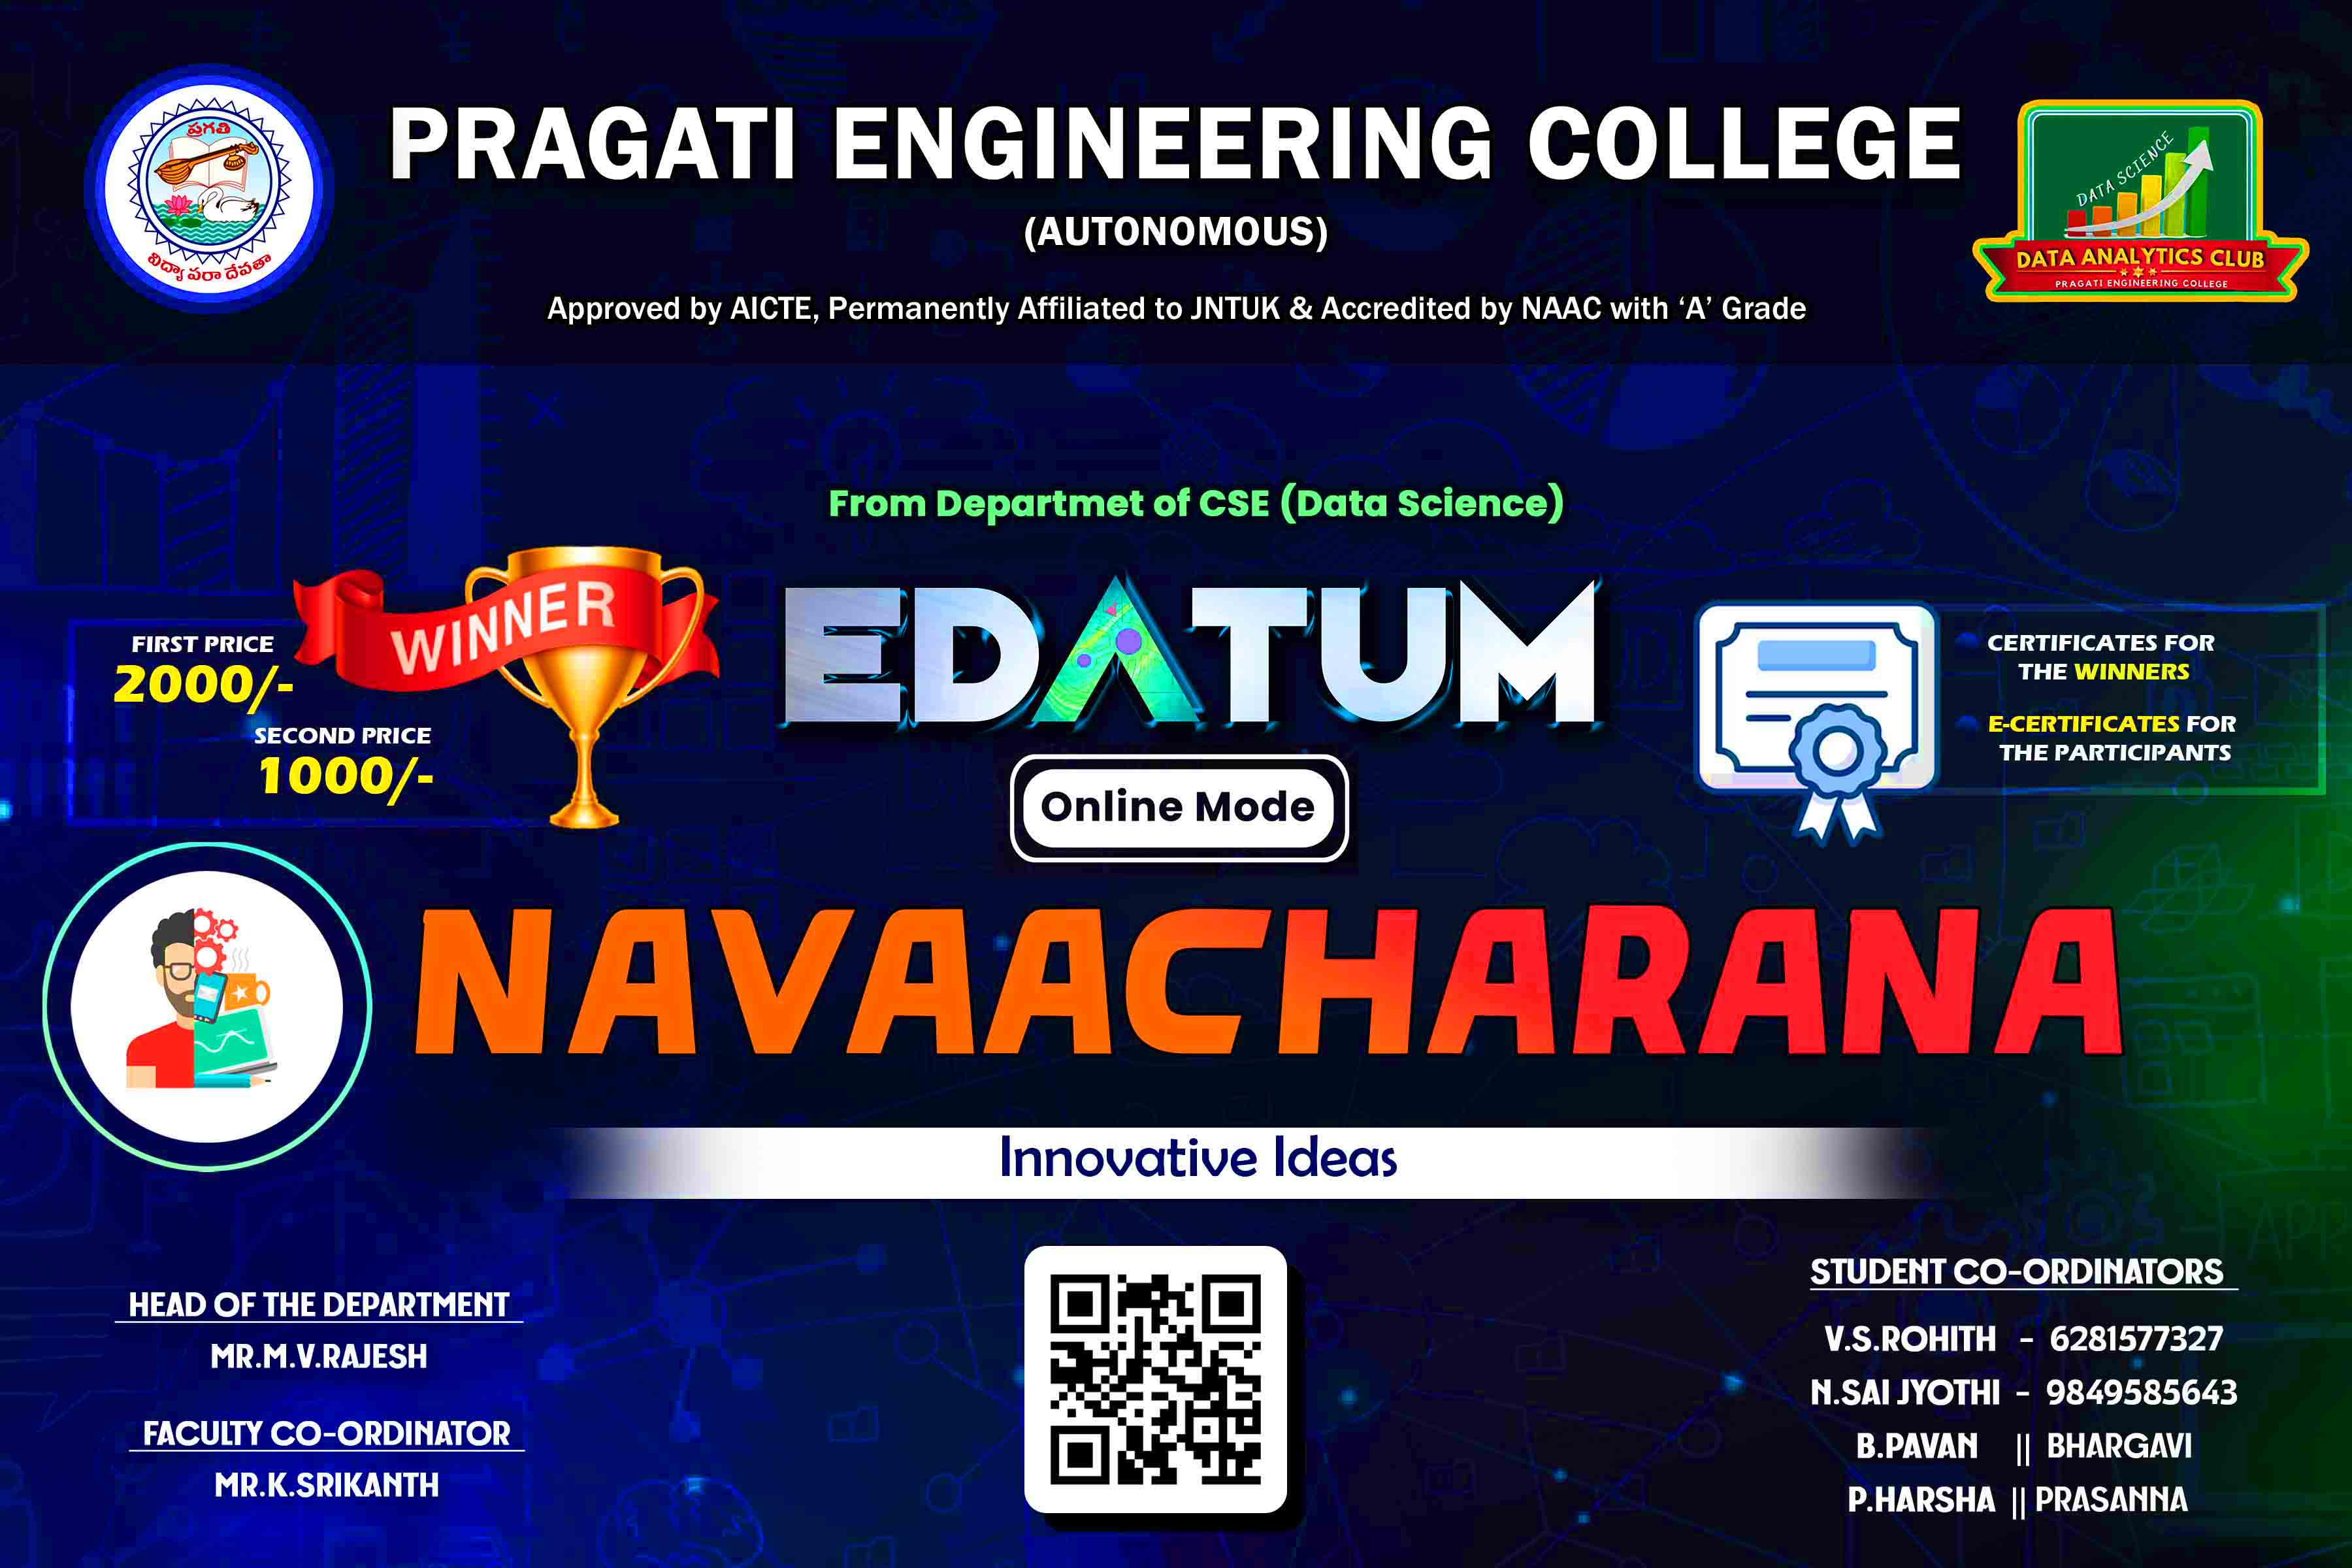 ప్రగతి
విద్యా పరా దేవతా
PRAGATI ENGINEERING COLLEGE
(AUTONOMOUS)
Approved by AICTE, Permanently Affiliated to JNTUK & Accredited by NAAC with ‘A’ Grade
DATA SCIENCE
DATA ANALYTICS CLUB
PRAGATI ENGINEERING COLLEGE
From Departmet of CSE (Data Science)
FIRST PRICE
2000/-
SECOND PRICE
1000/-
WINNER
EDATUM
Online Mode
CERTIFICATES FOR
THE WINNERS
E-CERTIFICATES FOR
THE PARTICIPANTS
NAVAACHARANA
Innovative Ideas
HEAD OF THE DEPARTMENT
MR.M.V.RAJESH
FACULTY CO-ORDINATOR
MR.K.SRIKANTH
STUDENT CO-ORDINATORS
V.S.ROHITH - 6281577327
N.SAI JYOTHI - 9849585643
B.PAVAN || BHARGAVI
P.HARSHA || PRASANNA